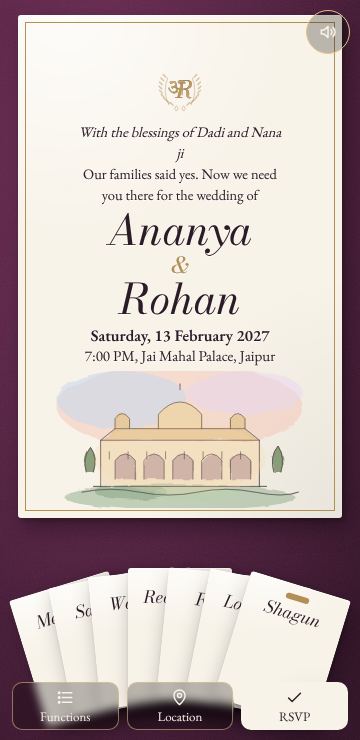 अR
With the blessings of Dadi and Nana
ji
Our families said yes. Now we need
you there for the wedding of
Ananya
&
Rohan
Saturday, 13 February 2027
7:00 PM, Jai Mahal Palace, Jaipur
Shagun
Functions
Location
RSVP